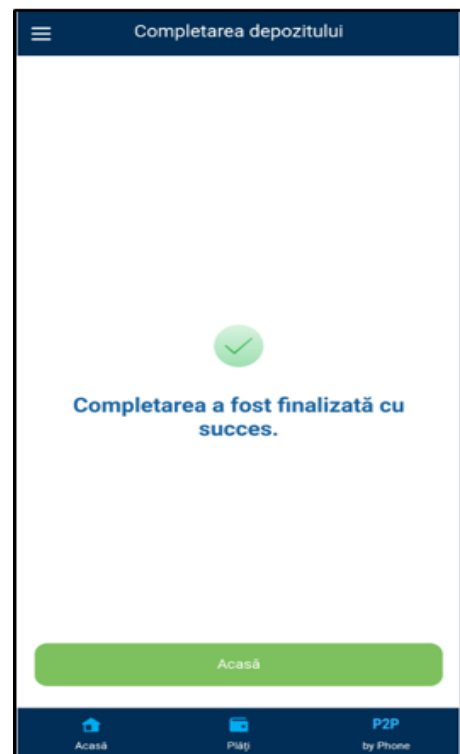 Completarea depozitului
Completarea a fost finalizată cu
succes.
Acasă
Acasă
Plăți
P2P
by Phone